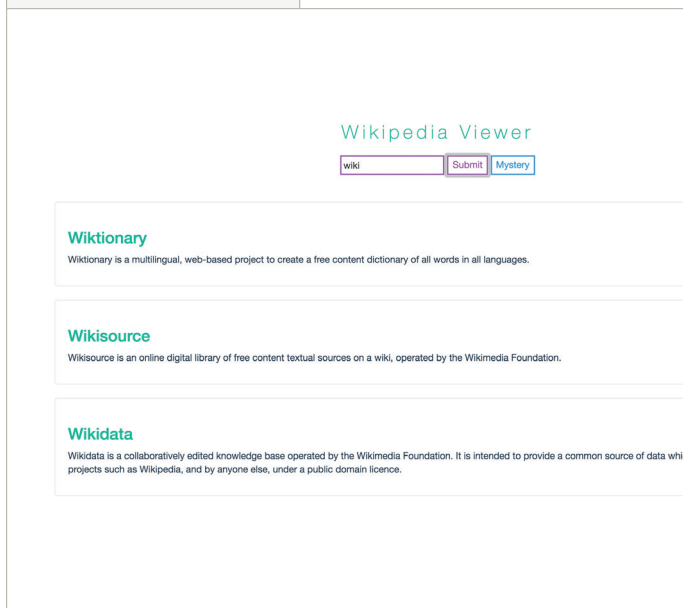 Wikipedia Viewer
wiki Submit Mystery
Wiktionary
Wiktionary is a multilingual, web-based project to create a free content dictionary of all words in all languages.
Wikisource
Wikisource is an online digital library of free content textual sources on a wiki, operated by the Wikimedia Foundation.
Wikidata
Wikidata is a collaboratively edited knowledge base operated by the Wikimedia Foundation. It is intended to provide a common source of data whi
projects such as Wikipedia, and by anyone else, under a public domain licence.